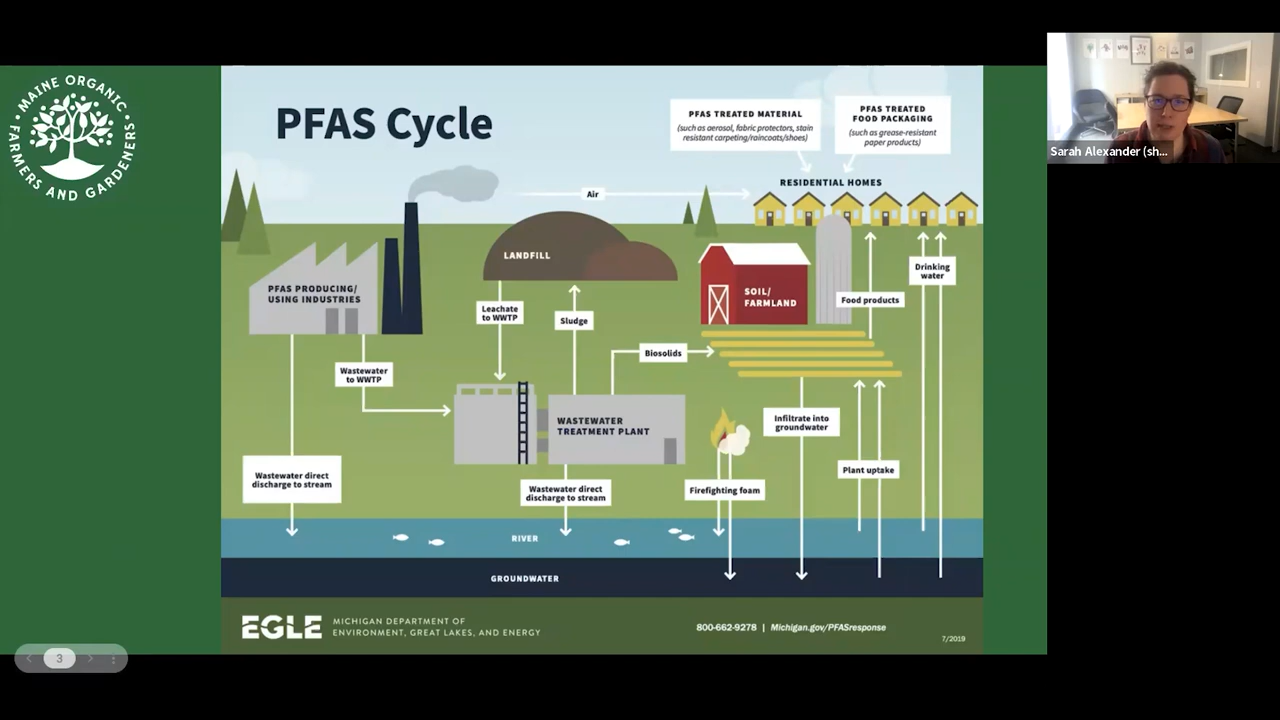 MAINE ORGANIC
FARMERS AND GARDENERS
PFAS Cycle
PFAS TREATED MATERIAL
(such as aerosol, fabric protectors, stain
resistant carpeting/raincoats/shoes)
PFAS TREATED
FOOD PACKAGING
(such as grease-resistant
paper products)
Sarah Alexander (sh...
RESIDENTIAL HOMES
Air
LANDFILL
PFAS PRODUCING/
USING INDUSTRIES
SOIL/
FARMLAND
Drinking
water
Food products
Leachate
to WWTP
Sludge
Biosolids
Wastewater
to WWTP
WASTEWATER
TREATMENT PLANT
Infiltrate into
groundwater
Plant uptake
Wastewater direct
discharge to stream
Wastewater direct
discharge to stream
Firefighting foam
RIVER
GROUNDWATER
EGLE
MICHIGAN DEPARTMENT OF
ENVIRONMENT, GREAT LAKES, AND ENERGY
800-662-9278 | Michigan.gov/PFASresponse
7/2019
3